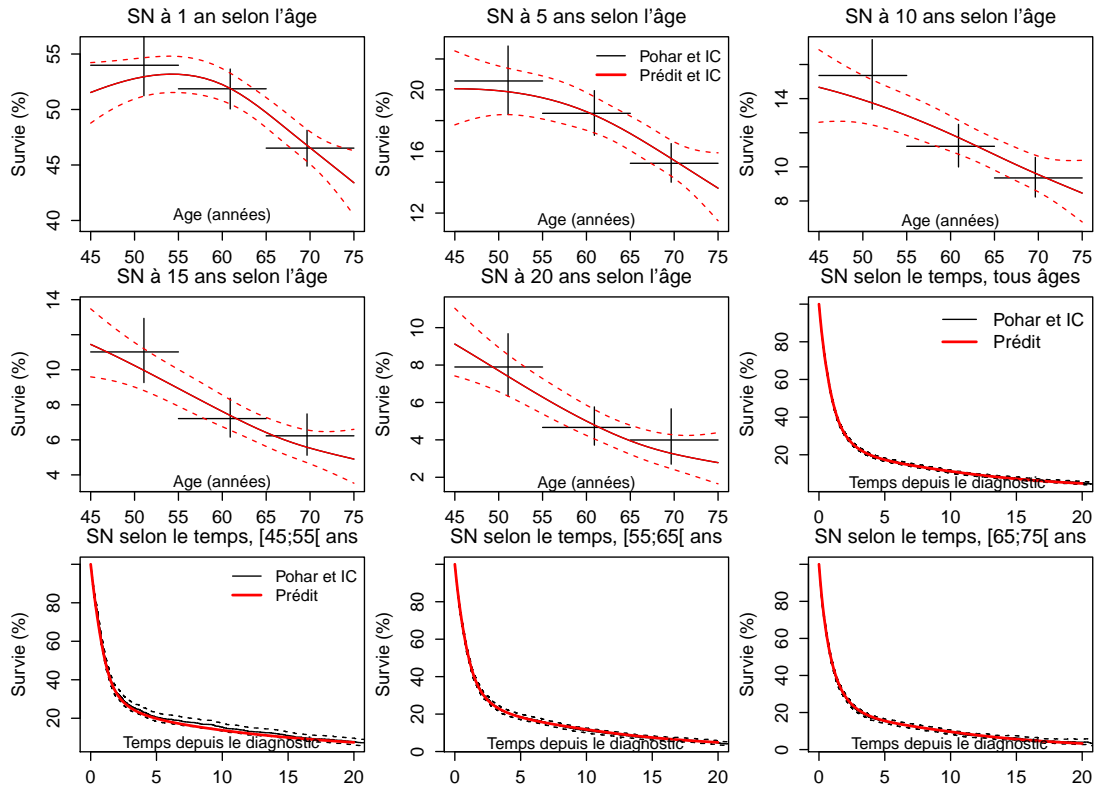 SN à 1 an selon l'âge
Survie (%)
55
50
45
40
Age (années)
45 50 55 60 65 70 75
SN à 5 ans selon l'âge
Survie (%)
20
16
12
Pohar et IC
Prédit et IC
Age (années)
45 50 55 60 65 70 75
SN à 10 ans selon l'âge
Survie (%)
14
12
10
8
Age (années)
45 50 55 60 65 70 75
SN à 15 ans selon l'âge
Survie (%)
14
10
8
6
4
Age (années)
45 50 55 60 65 70 75
SN à 20 ans selon l'âge
Survie (%)
10
8
6
4
2
Age (années)
45 50 55 60 65 70 75
SN selon le temps, tous âges
Survie (%)
80
60
40
20
Pohar et IC
Prédit
Temps depuis le diagnostic
0 5 10 15 20
SN selon le temps, [45;55[ ans
Survie (%)
80
60
40
20
Pohar et IC
Prédit
Temps depuis le diagnostic
0 5 10 15 20
SN selon le temps, [55;65[ ans
Survie (%)
80
60
40
20
0
Temps depuis le diagnostic
0 5 10 15 20
SN selon le temps, [65;75[ ans
Survie (%)
80
60
40
20
0
Temps depuis le diagnostic
0 5 10 15 20